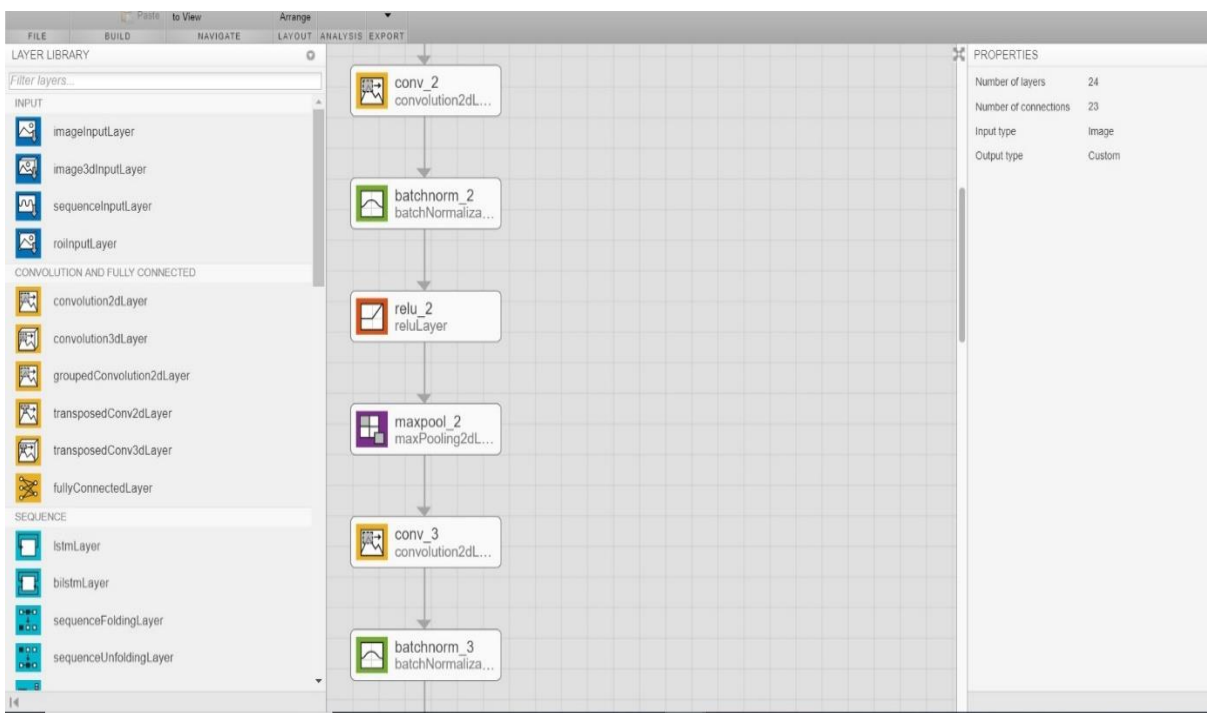 Paste to View Arrange
FILE BUILD NAVIGATE LAYOUT ANALYSIS EXPORT
LAYER LIBRARY
Filter layers...
INPUT
imageInputLayer
image3dInputLayer
sequenceInputLayer
roiInputLayer
CONVOLUTION AND FULLY CONNECTED
convolution2dLayer
convolution3dLayer
groupedConvolution2dLayer
transposedConv2dLayer
transposedConv3dLayer
fullyConnectedLayer
SEQUENCE
lstmLayer
bilstmLayer
sequenceFoldingLayer
sequenceUnfoldingLayer
conv_2
convolution2dL...
batchnorm_2
batchNormaliza...
relu_2
reluLayer
maxpool_2
maxPooling2dL...
conv_3
convolution2dL...
batchnorm_3
batchNormaliza...
PROPERTIES
Number of layers 24
Number of connections 23
Input type Image
Output type Custom